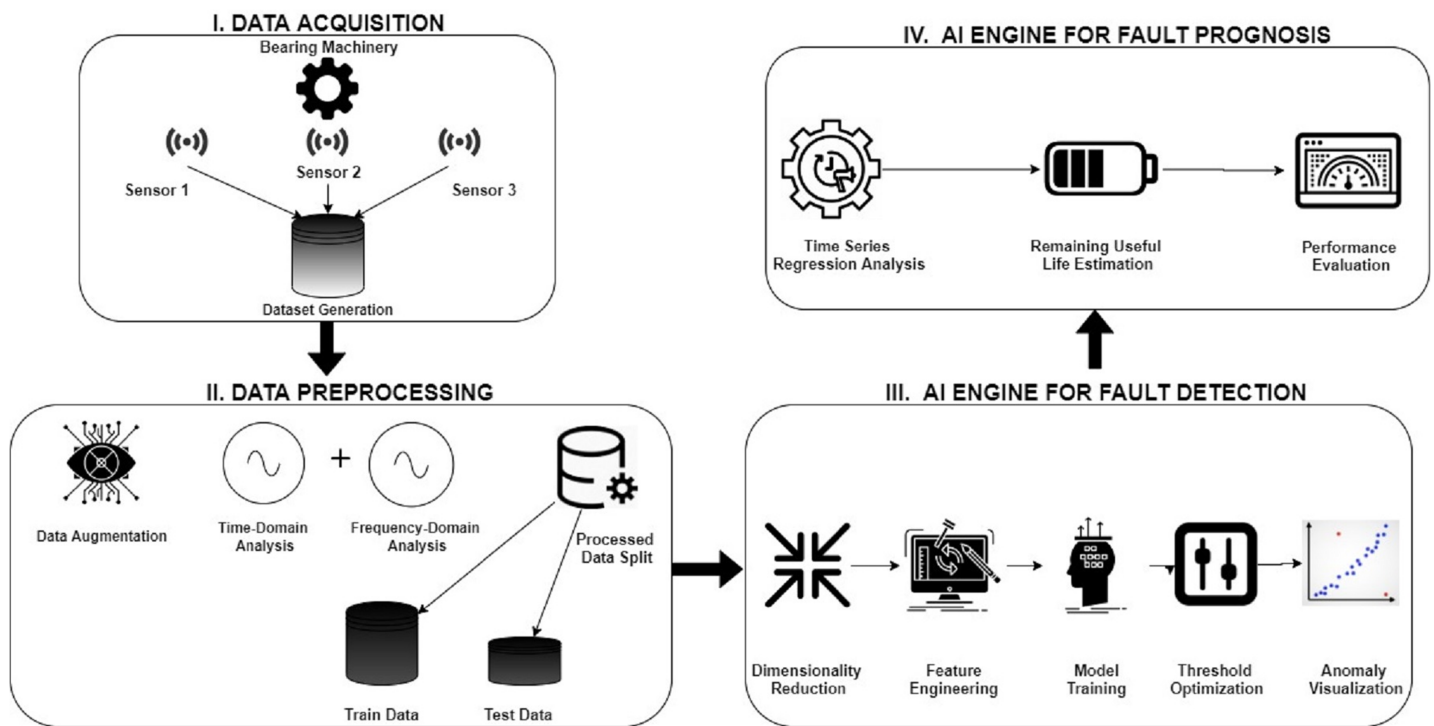 I. DATA ACQUISITION
Bearing Machinery
Sensor 1
Sensor 2
Sensor 3
Dataset Generation
II. DATA PREPROCESSING
Data Augmentation
Time-Domain
Analysis
+
Frequency-Domain
Analysis
Processed
Data Split
Train Data
Test Data
III. AI ENGINE FOR FAULT DETECTION
Dimensionality
Reduction
Feature
Engineering
Model
Training
Threshold
Optimization
Anomaly
Visualization
IV. AI ENGINE FOR FAULT PROGNOSIS
Time Series
Regression Analysis
Remaining Useful
Life Estimation
Performance
Evaluation